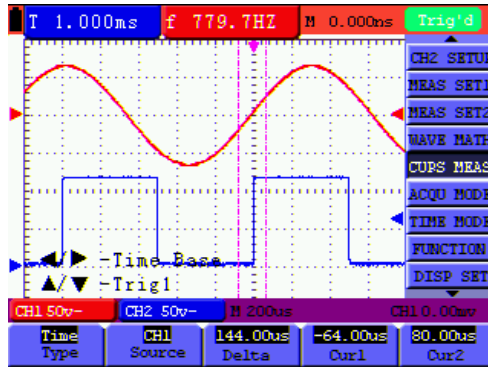 T 1.000ms f 779.7HZ M 0.000ns Trig'd
CH2 SETUP
MEAS SET1
MEAS SET2
WAVE MATH
CUPS MEAS
ACQU MODE
TIME MODE
FUNCTION
DISP SET
◀/▶ -Time Base
▲/▼ -Trig1
CH1 50v- CH2 50v- M 200us CH1 0.00mv
Time CH1 144.00us -64.00us 80.00us
Type Source Delta Cur1 Cur2